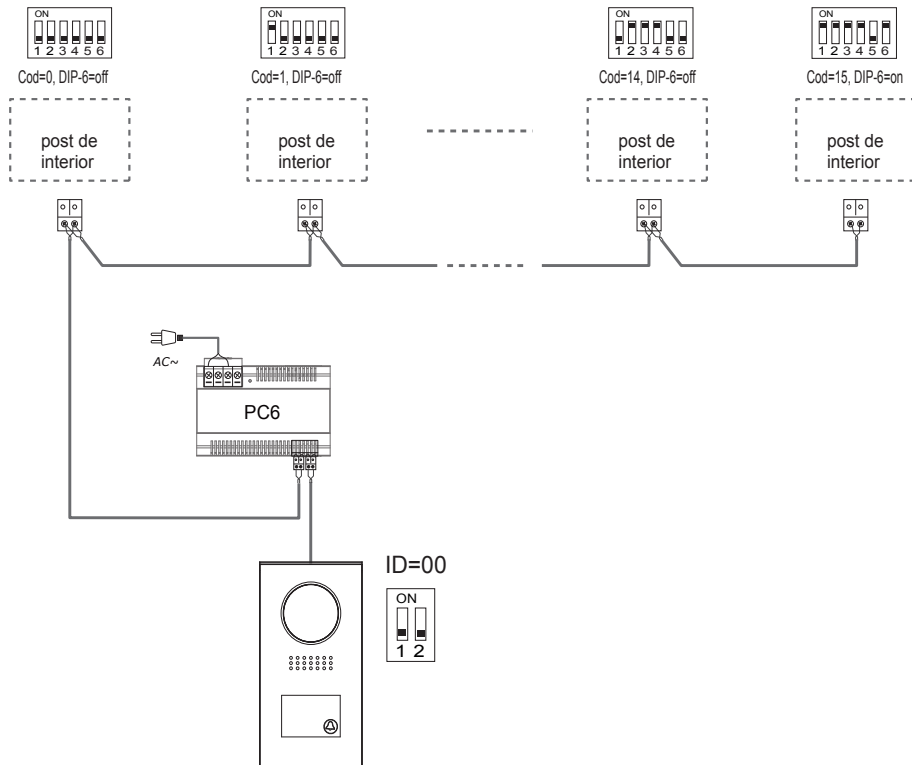 ON
1 2 3 4 5 6
Cod=0, DIP-6=off
post de
interior
ON
1 2 3 4 5 6
Cod=1, DIP-6=off
post de
interior
ON
1 2 3 4 5 6
Cod=14, DIP-6=off
post de
interior
ON
1 2 3 4 5 6
Cod=15, DIP-6=on
post de
interior
AC~
PC6
ID=00
ON
1 2